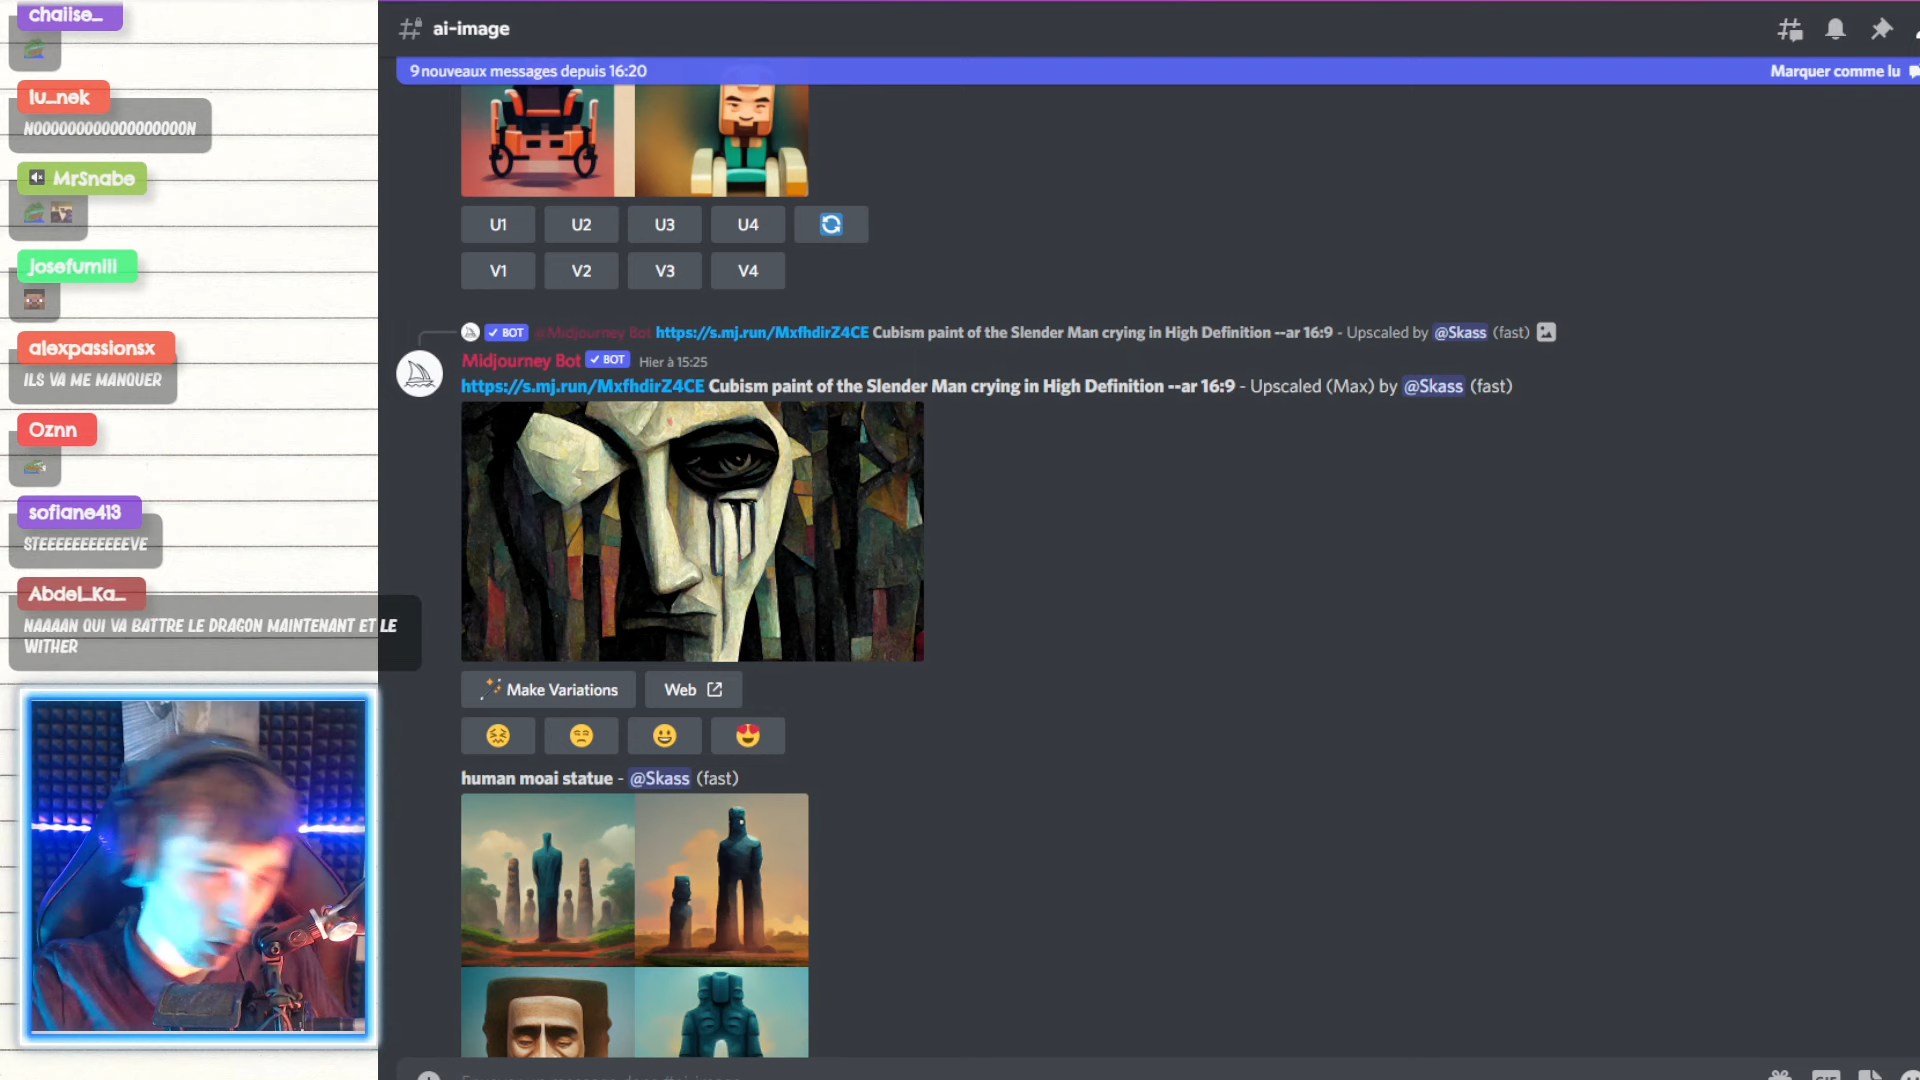 chaiise_
lu_nek
NOOOOOOOOOOOOOOOOOON
MrSnabe
josefumiii
alexpassionsx
ILS VA ME MANQUER
Oznn
sofiane413
STEEEEEEEEEEEVE
Abdel_Ka_
NAAAAN QUI VA BATTRE LE DRAGON MAINTENANT ET LE
WITHER
ai-image
9 nouveaux messages depuis 16:20
Marquer comme lu
U1 U2 U3 U4
V1 V2 V3 V4
BOT @Midjourney Bot https://s.mj.run/MxfhdirZ4CE Cubism paint of the Slender Man crying in High Definition --ar 16:9 - Upscaled by @Skass (fast)
Midjourney Bot BOT Hier à 15:25
https://s.mj.run/MxfhdirZ4CE Cubism paint of the Slender Man crying in High Definition --ar 16:9 - Upscaled (Max) by @Skass (fast)
Make Variations Web
human moai statue - @Skass (fast)